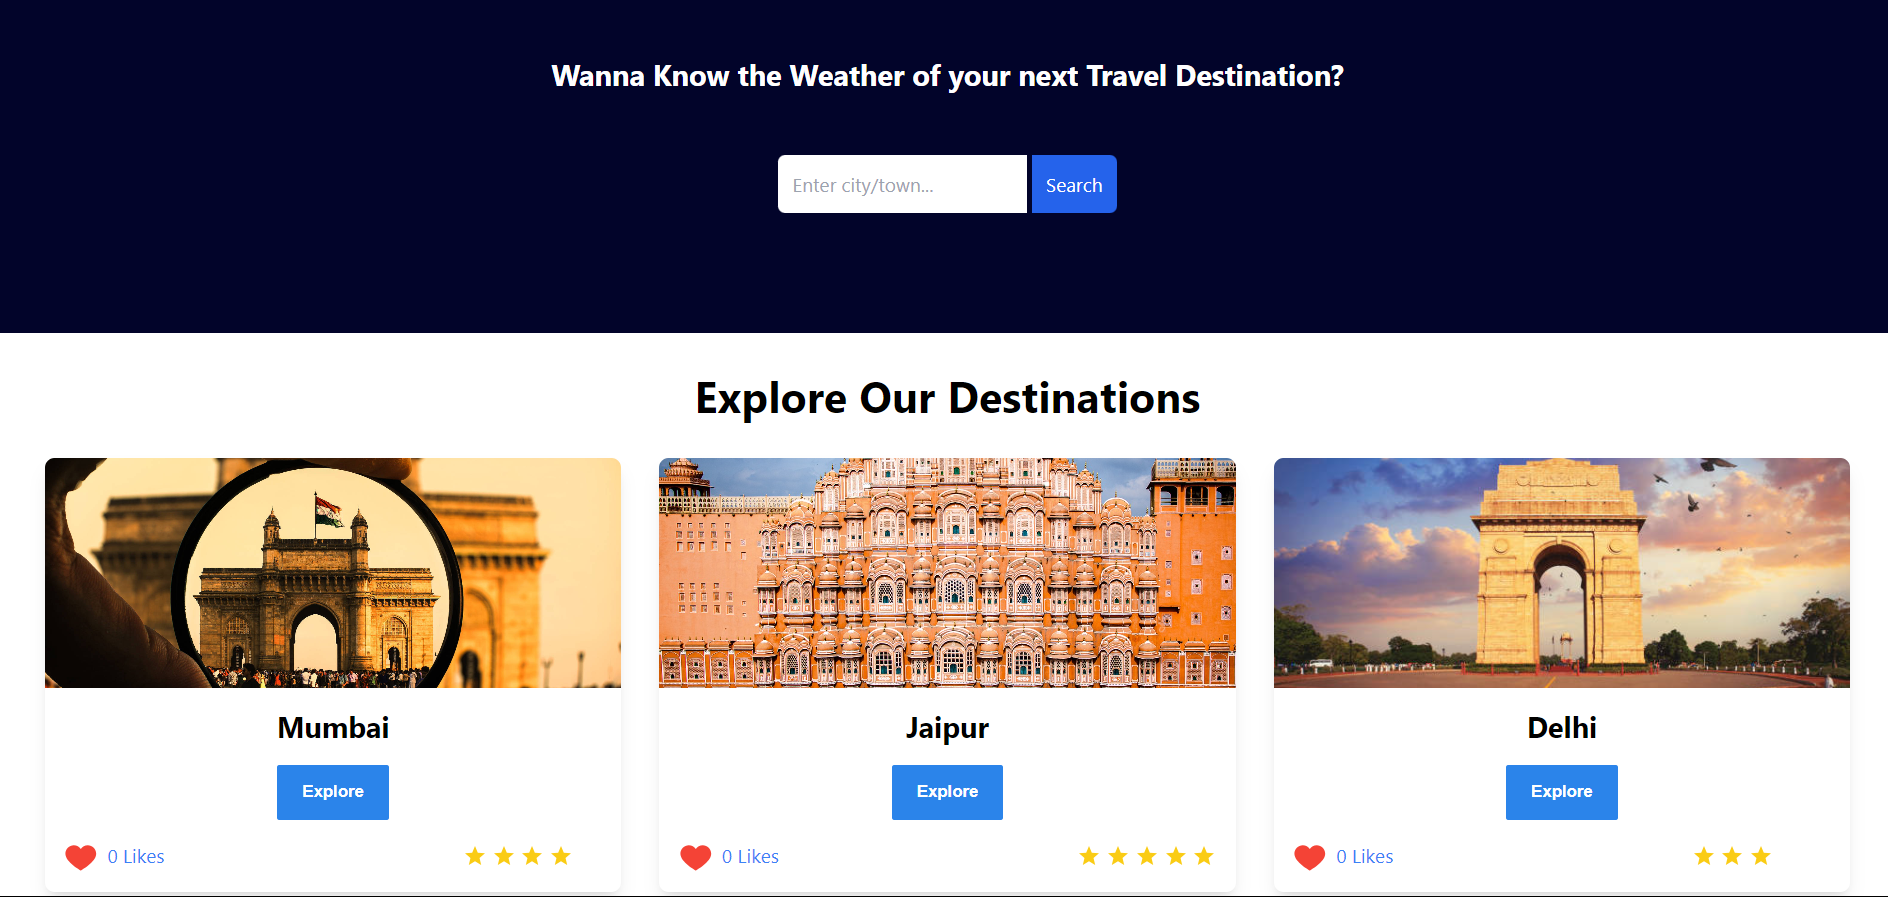 Wanna Know the Weather of your next Travel Destination?
Enter city/town...
Search
Explore Our Destinations
Mumbai
Explore
0 Likes
Jaipur
Explore
0 Likes
Delhi
Explore
0 Likes